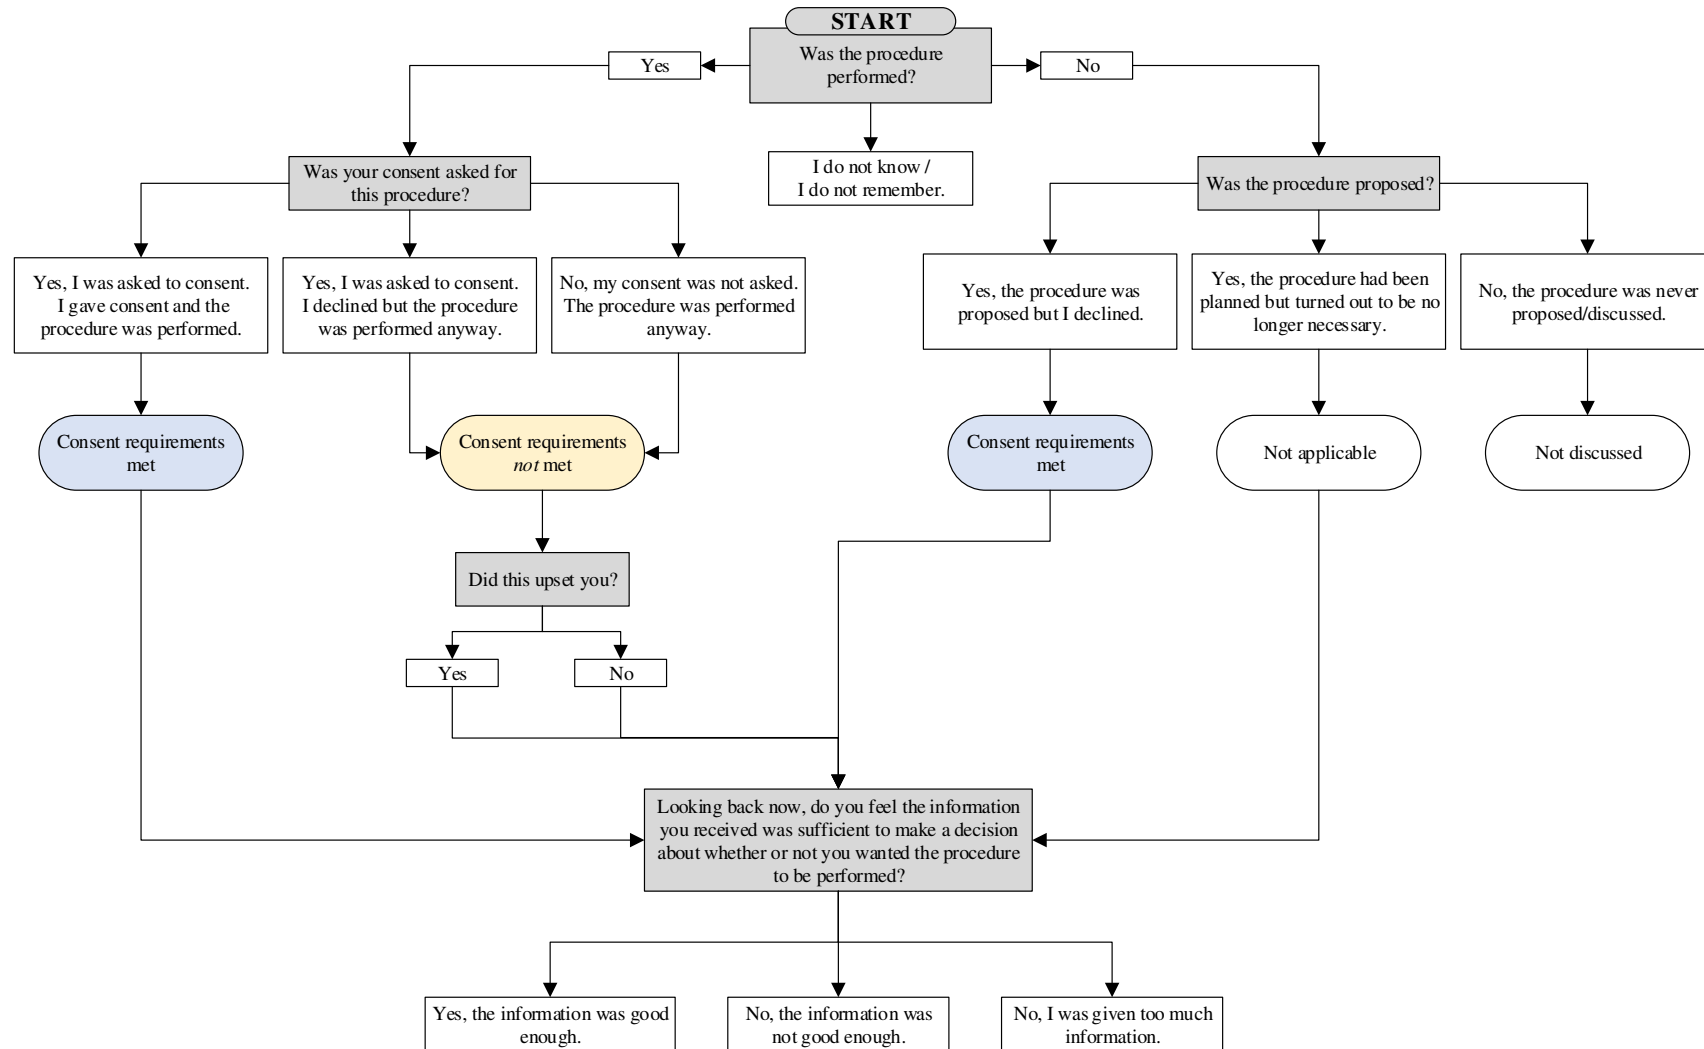 START
Was the procedure
performed?
Yes
No
I do not know /
I do not remember.
Was your consent asked for
this procedure?
Was the procedure proposed?
Yes, I was asked to consent.
I gave consent and the
procedure was performed.
Yes, I was asked to consent.
I declined but the procedure
was performed anyway.
No, my consent was not asked.
The procedure was performed
anyway.
Yes, the procedure was
proposed but I declined.
Yes, the procedure had been
planned but turned out to be no
longer necessary.
No, the procedure was never
proposed/discussed.
Consent requirements
met
Consent requirements
not met
Consent requirements
met
Not applicable
Not discussed
Did this upset you?
Yes
No
Looking back now, do you feel the information
you received was sufficient to make a decision
about whether or not you wanted the procedure
to be performed?
Yes, the information was good
enough.
No, the information was
not good enough.
No, I was given too much
information.